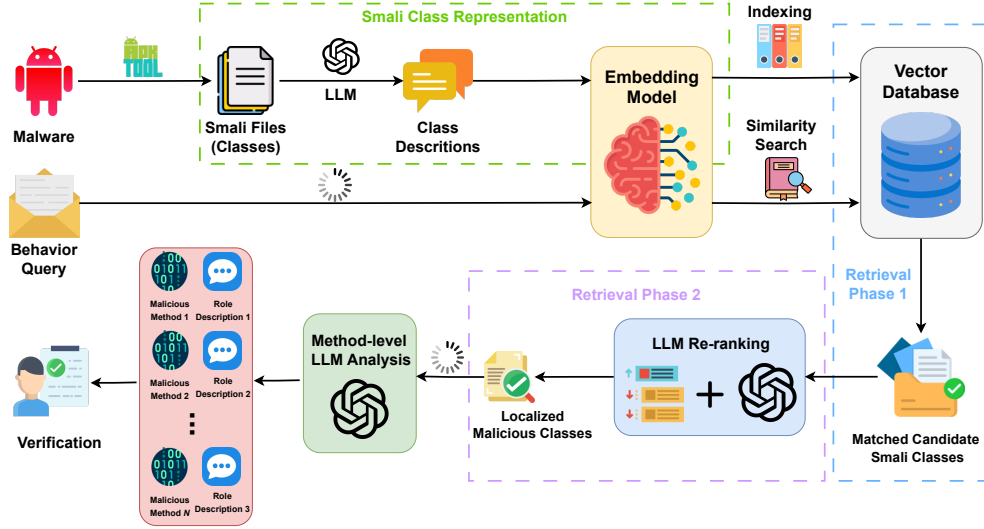 Smali Class Representation
Indexing
APK
TOOL
LLM
Malware
Smali Files
(Classes)
Class
Descritions
Embedding
Model
Vector
Database
Similarity
Search
Behavior
Query
Retrieval
Phase 1
Retrieval Phase 2
Malicious
Method 1
Role
Description 1
Malicious
Method 2
Role
Description 2
Malicious
Method N
Role
Description 3
Method-level
LLM Analysis
LLM Re-ranking
Localized
Malicious Classes
Matched Candidate
Smali Classes
Verification